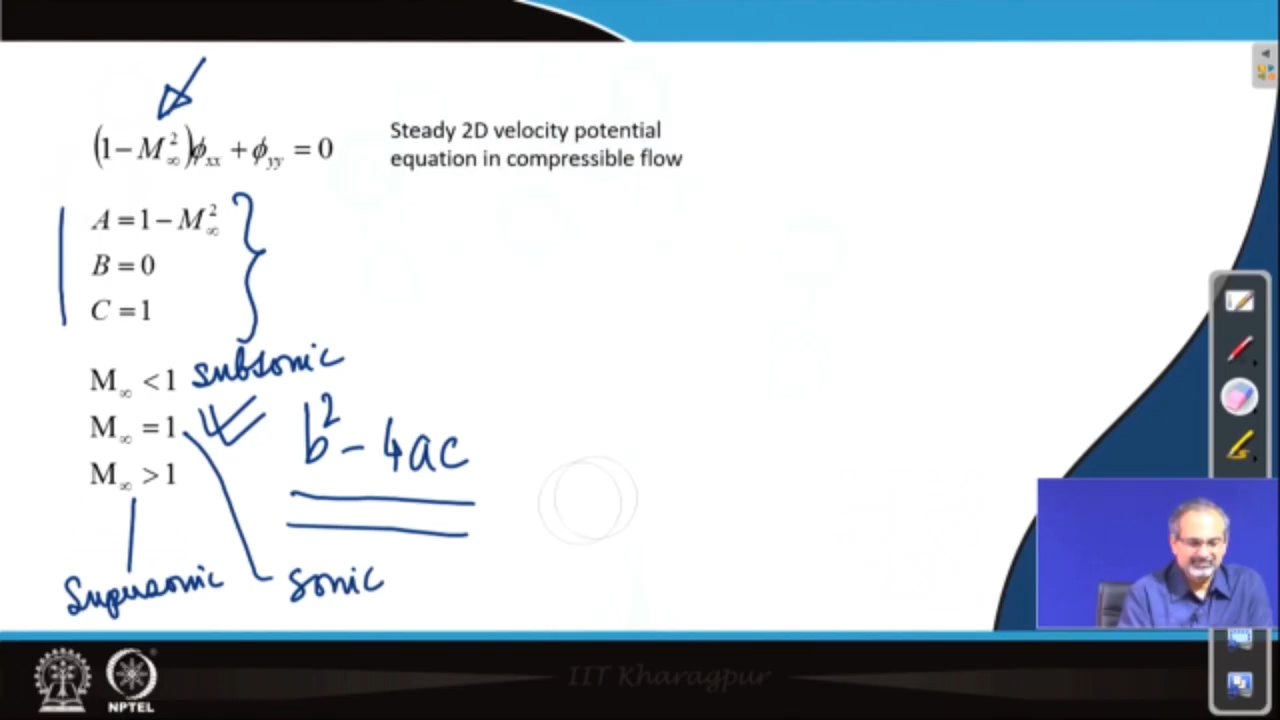 (1−M∞²)ϕxx + ϕyy = 0
Steady 2D velocity potential
equation in compressible flow
A = 1 − M∞²
B = 0
C = 1
M∞ < 1 subsonic
M∞ = 1
b² − 4ac
M∞ > 1
Supersonic
sonic
NPTEL
IIT Kharagpur